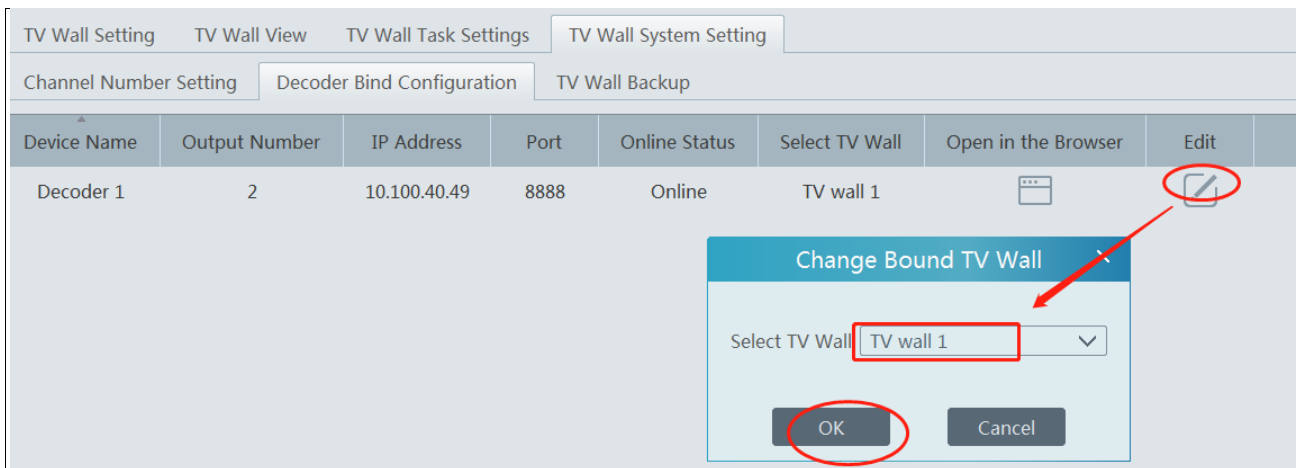 TV Wall Setting TV Wall View TV Wall Task Settings TV Wall System Setting
Channel Number Setting Decoder Bind Configuration TV Wall Backup
Device Name Output Number IP Address Port Online Status Select TV Wall Open in the Browser Edit
Decoder 1 2 10.100.40.49 8888 Online TV wall 1
Change Bound TV Wall
Select TV Wall TV wall 1
OK Cancel